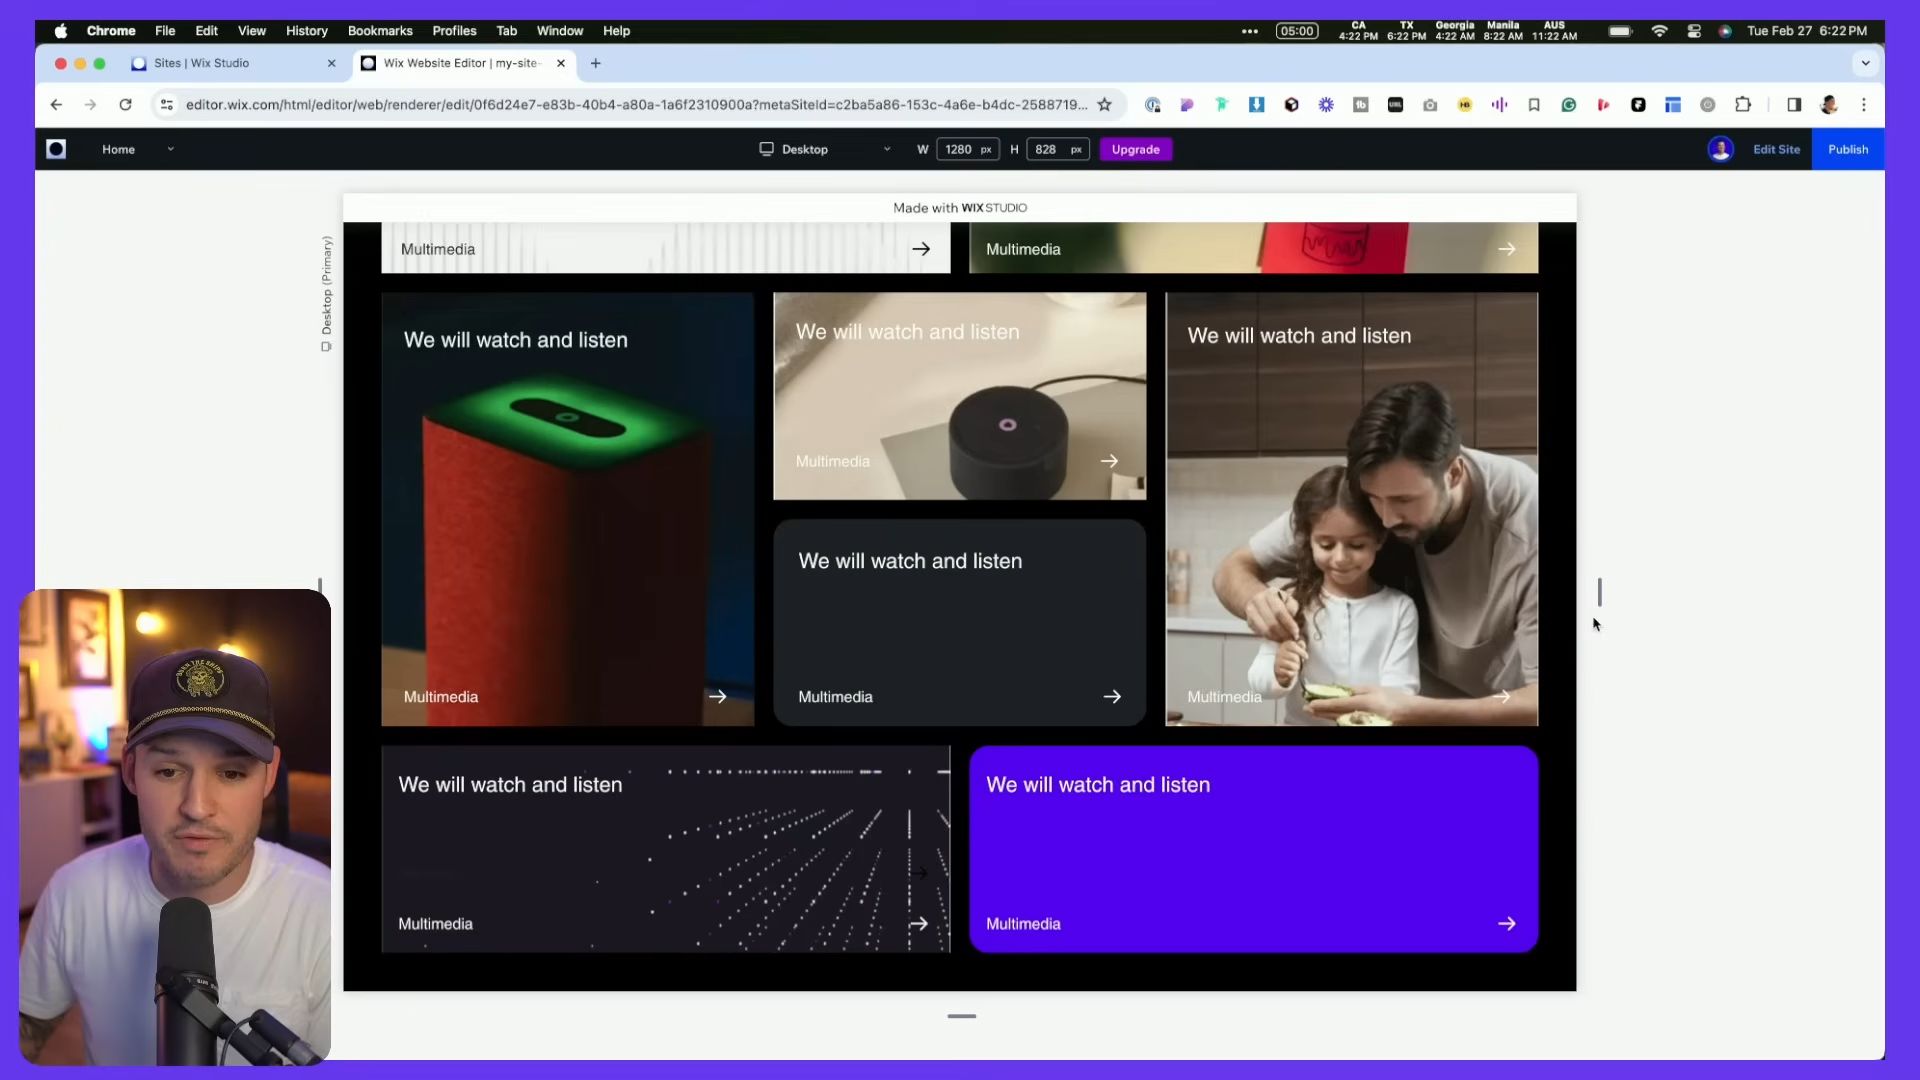 Chrome File Edit View History Bookmarks Profiles Tab Window Help
05:00
CA TX Georgia Manila AUS
4:22 PM 6:22 PM 4:22 AM 8:22 AM 11:22 AM
Tue Feb 27 6:22 PM
Sites | Wix Studio
Wix Website Editor | my-site-
editor.wix.com/html/editor/web/renderer/edit/0f6d24e7-e83b-40b4-a80a-1a6f2310900a?metaSiteId=c2ba5a86-153c-4a6e-b4dc-2588719...
Home
Desktop
W 1280 px H 828 px
Upgrade
Edit Site
Publish
Made with WIX STUDIO
Desktop (Primary)
Multimedia
Multimedia
We will watch and listen
Multimedia
We will watch and listen
Multimedia
We will watch and listen
Multimedia
We will watch and listen
Multimedia
We will watch and listen
Multimedia
We will watch and listen
Multimedia